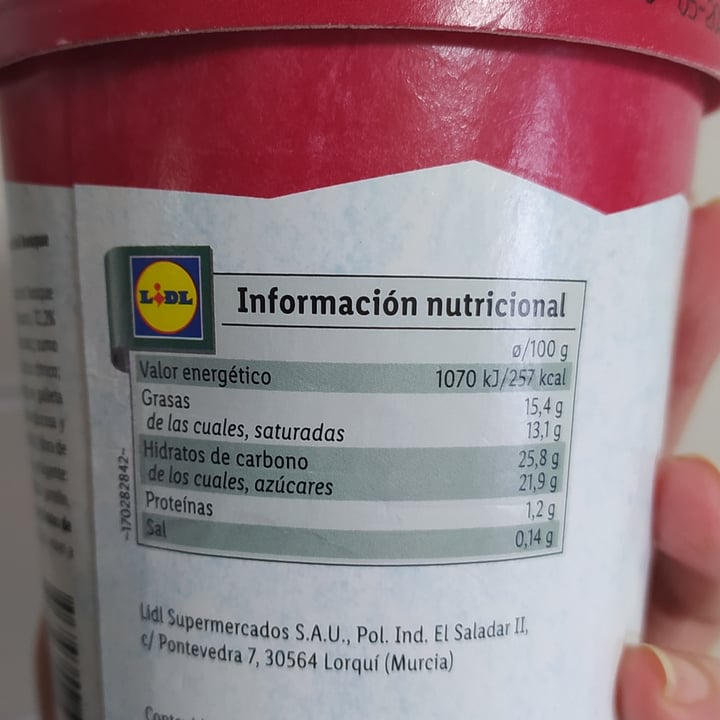 LIDL
Información nutricional
ø/100 g
Valor energético 1070 kJ/257 kcal
Grasas 15,4 g
de las cuales, saturadas 13,1 g
Hidratos de carbono 25,8 g
de los cuales, azúcares 21,9 g
Proteínas 1,2 g
Sal 0,14 g
~170282842~
Lidl Supermercados S.A.U., Pol. Ind. El Saladar II,
c/ Pontevedra 7, 30564 Lorquí (Murcia)